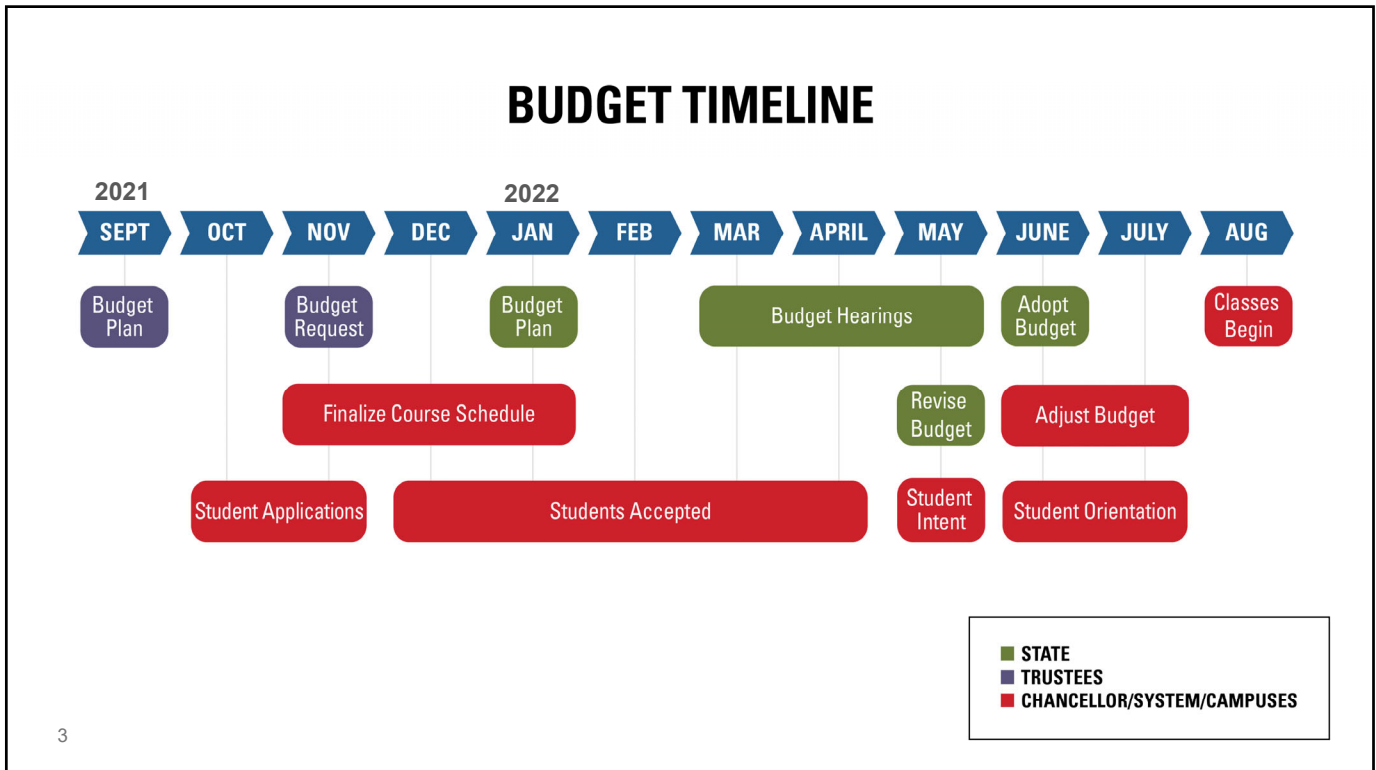 BUDGET TIMELINE
2021
2022
SEPT
OCT
NOV
DEC
JAN
FEB
MAR
APRIL
MAY
JUNE
JULY
AUG
Budget
Plan
Budget
Request
Budget
Plan
Budget Hearings
Adopt
Budget
Classes
Begin
Finalize Course Schedule
Revise
Budget
Adjust Budget
Student Applications
Students Accepted
Student
Intent
Student Orientation
STATE
TRUSTEES
CHANCELLOR/SYSTEM/CAMPUSES
3